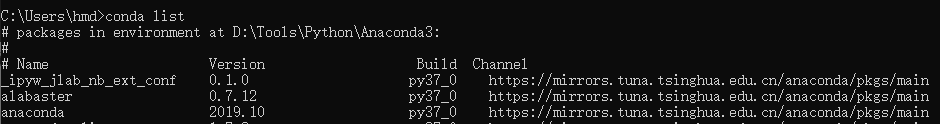 C:\Users\hmd>conda list
# packages in environment at D:\Tools\Python\Anaconda3:
#
# Name                    Version                   Build  Channel
_ipyw_jlab_nb_ext_conf    0.1.0                    py37_0    https://mirrors.tuna.tsinghua.edu.cn/anaconda/pkgs/main
alabaster                 0.7.12                   py37_0    https://mirrors.tuna.tsinghua.edu.cn/anaconda/pkgs/main
anaconda                  2019.10                  py37_0    https://mirrors.tuna.tsinghua.edu.cn/anaconda/pkgs/main